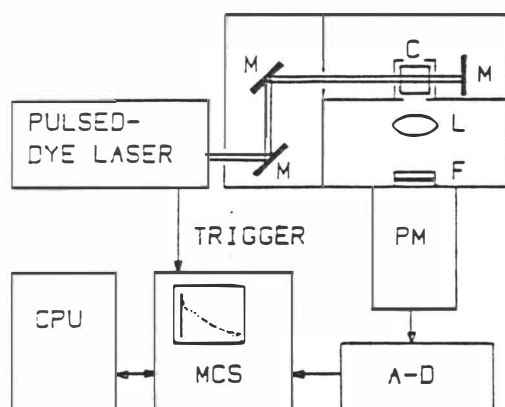 C
M
M
PULSED-
DYE LASER
L
M
F
TRIGGER
PM
CPU
MCS
A-D